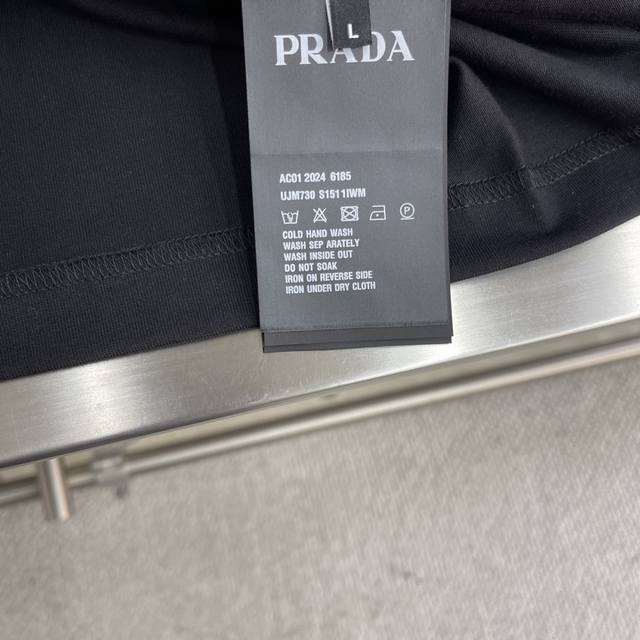 L
PRADA
AC01 2024 6185
UJM730 S1511IWM
COLD HAND WASH
WASH SEP ARATELY
WASH INSIDE OUT
DO NOT SOAK
IRON ON REVERSE SIDE
IRON UNDER DRY CLOTH